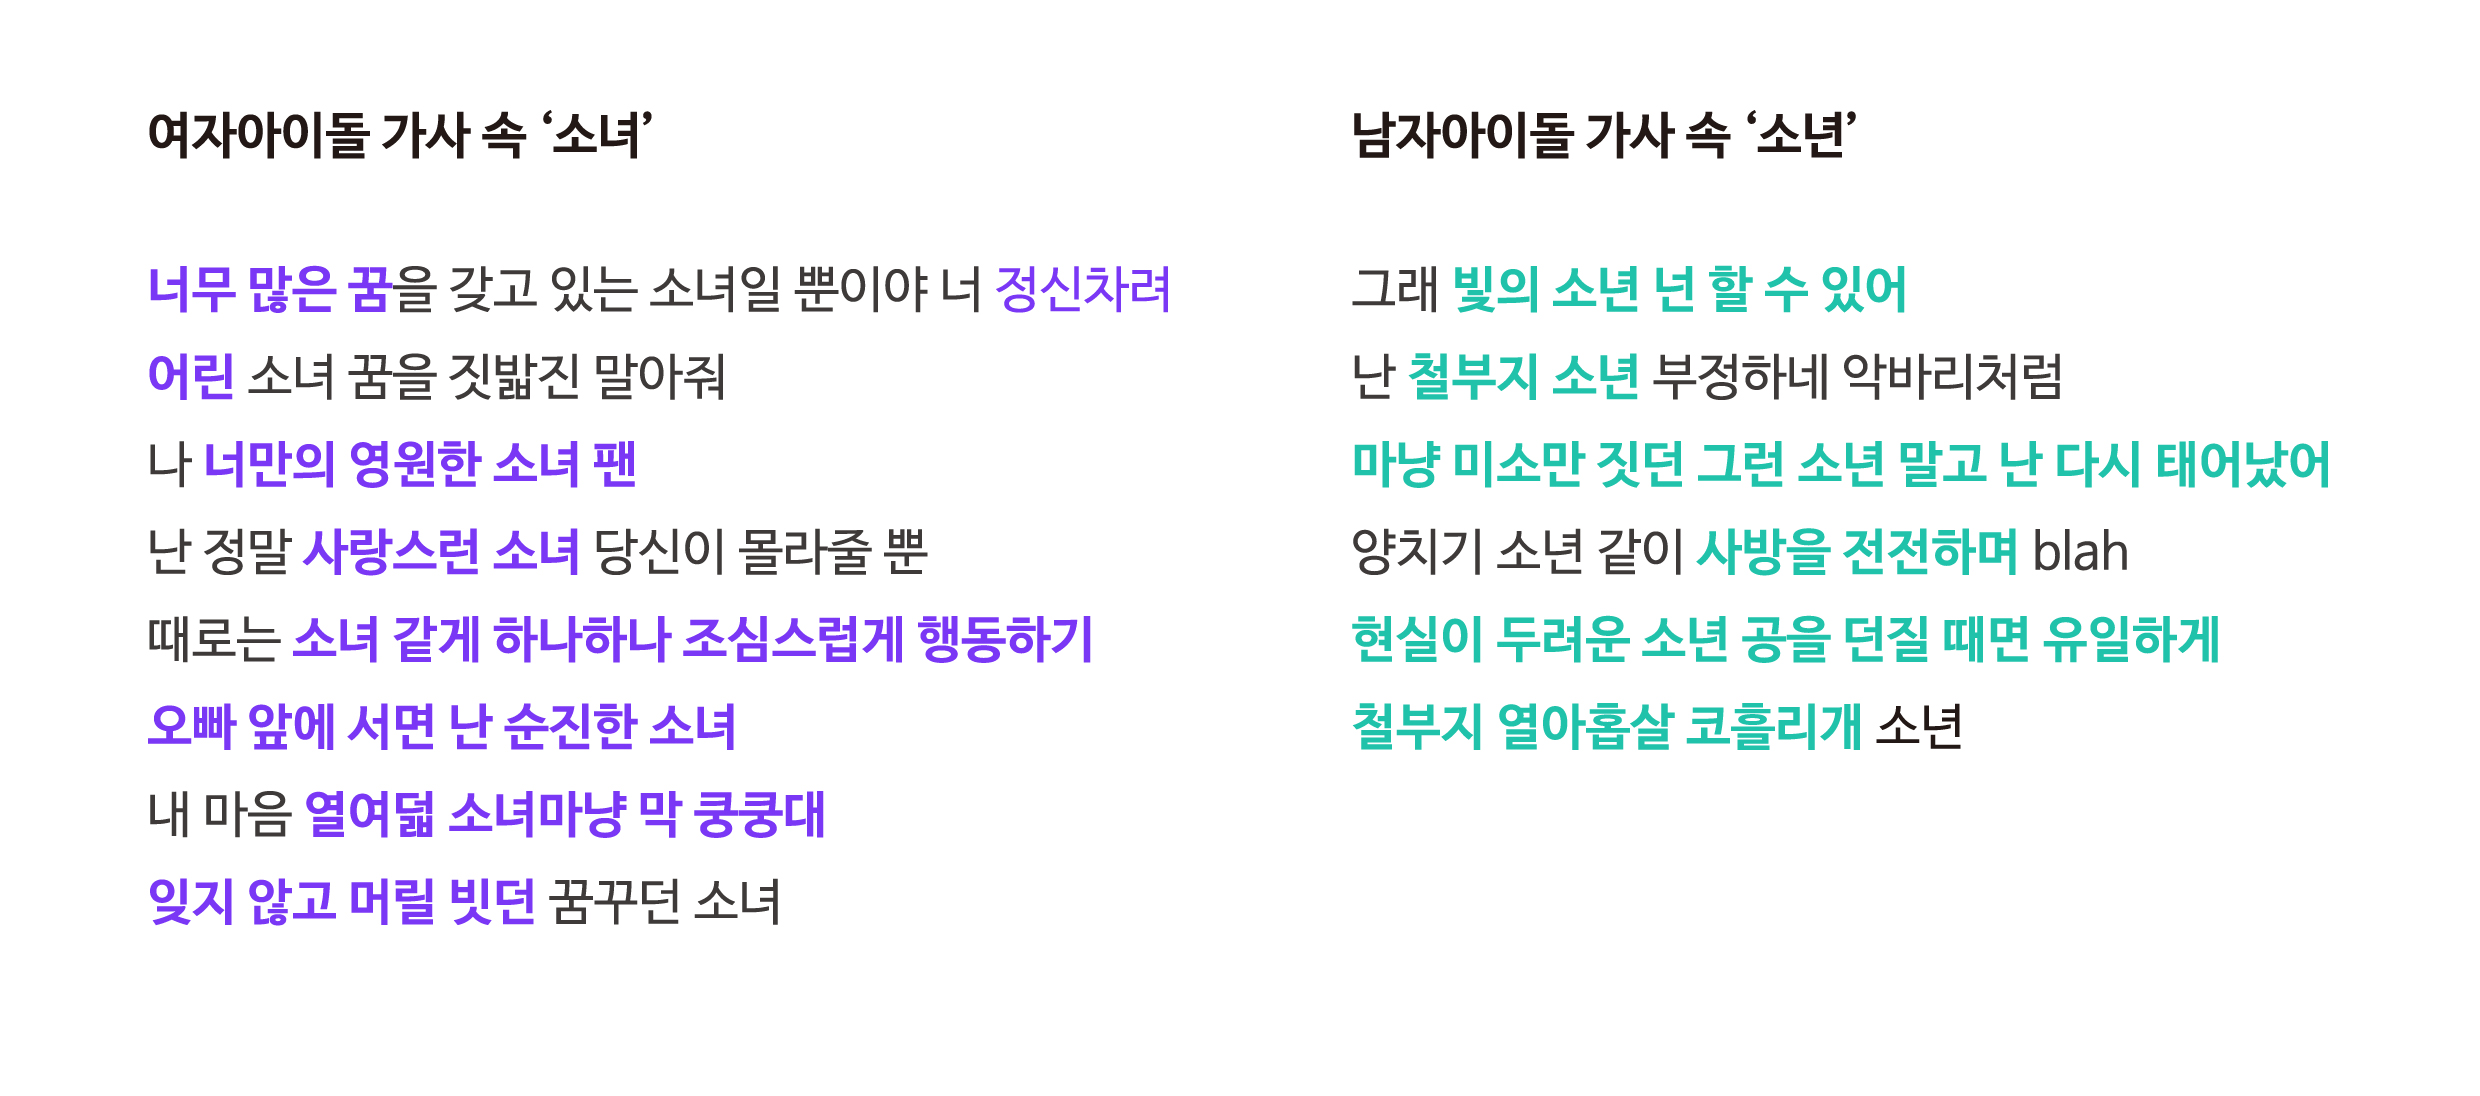 여자아이돌 가사 속 ‘소녀’
너무 많은 꿈을 갖고 있는 소녀일 뿐이야 너 정신차려
어린 소녀 꿈을 짓밟진 말아줘
나 너만의 영원한 소녀 팬
난 정말 사랑스런 소녀 당신이 몰라줄 뿐
때로는 소녀 같게 하나하나 조심스럽게 행동하기
오빠 앞에 서면 난 순진한 소녀
내 마음 열여덟 소녀마냥 막 쿵쿵대
잊지 않고 머릴 빗던 꿈꾸던 소녀
남자아이돌 가사 속 ‘소년’
그래 빛의 소년 넌 할 수 있어
난 철부지 소년 부정하네 악바리처럼
마냥 미소만 짓던 그런 소년 말고 난 다시 태어났어
양치기 소년 같이 사방을 전전하며 blah
현실이 두려운 소년 공을 던질 때면 유일하게
철부지 열아홉살 코흘리개 소년